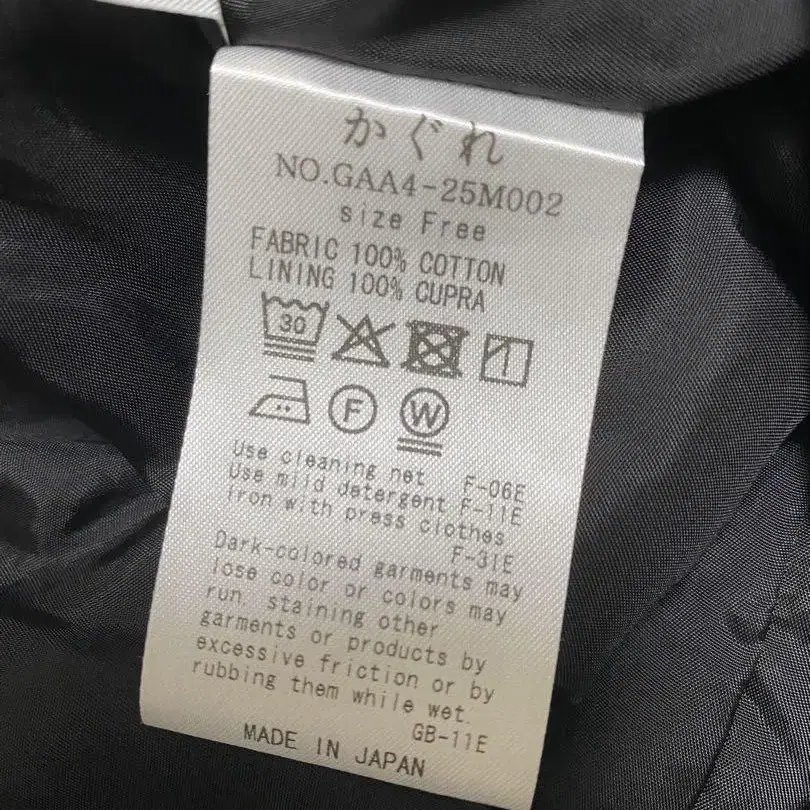 かぐれ
NO.GAA4-25M002
size Free
FABRIC 100% COTTON
LINING 100% CUPRA
30
F
W
Use cleaning net F-06E
Use mild detergent F-11E
iron with press clothes
F-31E
Dark-colored garments may
lose color or colors may
run. staining other
garments or products by
excessive friction or by
rubbing them while wet.
GB-11E
MADE IN JAPAN